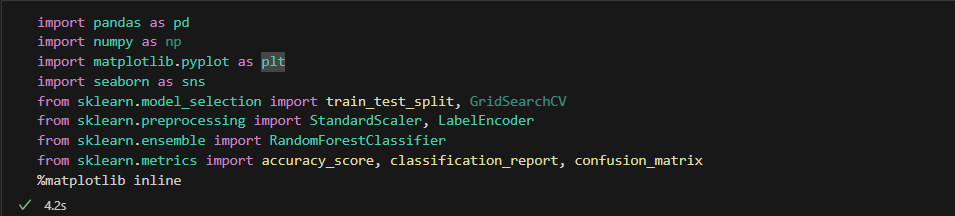 import pandas as pd
import numpy as np
import matplotlib.pyplot as plt
import seaborn as sns
from sklearn.model_selection import train_test_split, GridSearchCV
from sklearn.preprocessing import StandardScaler, LabelEncoder
from sklearn.ensemble import RandomForestClassifier
from sklearn.metrics import accuracy_score, classification_report, confusion_matrix
%matplotlib inline
✓ 4.2s